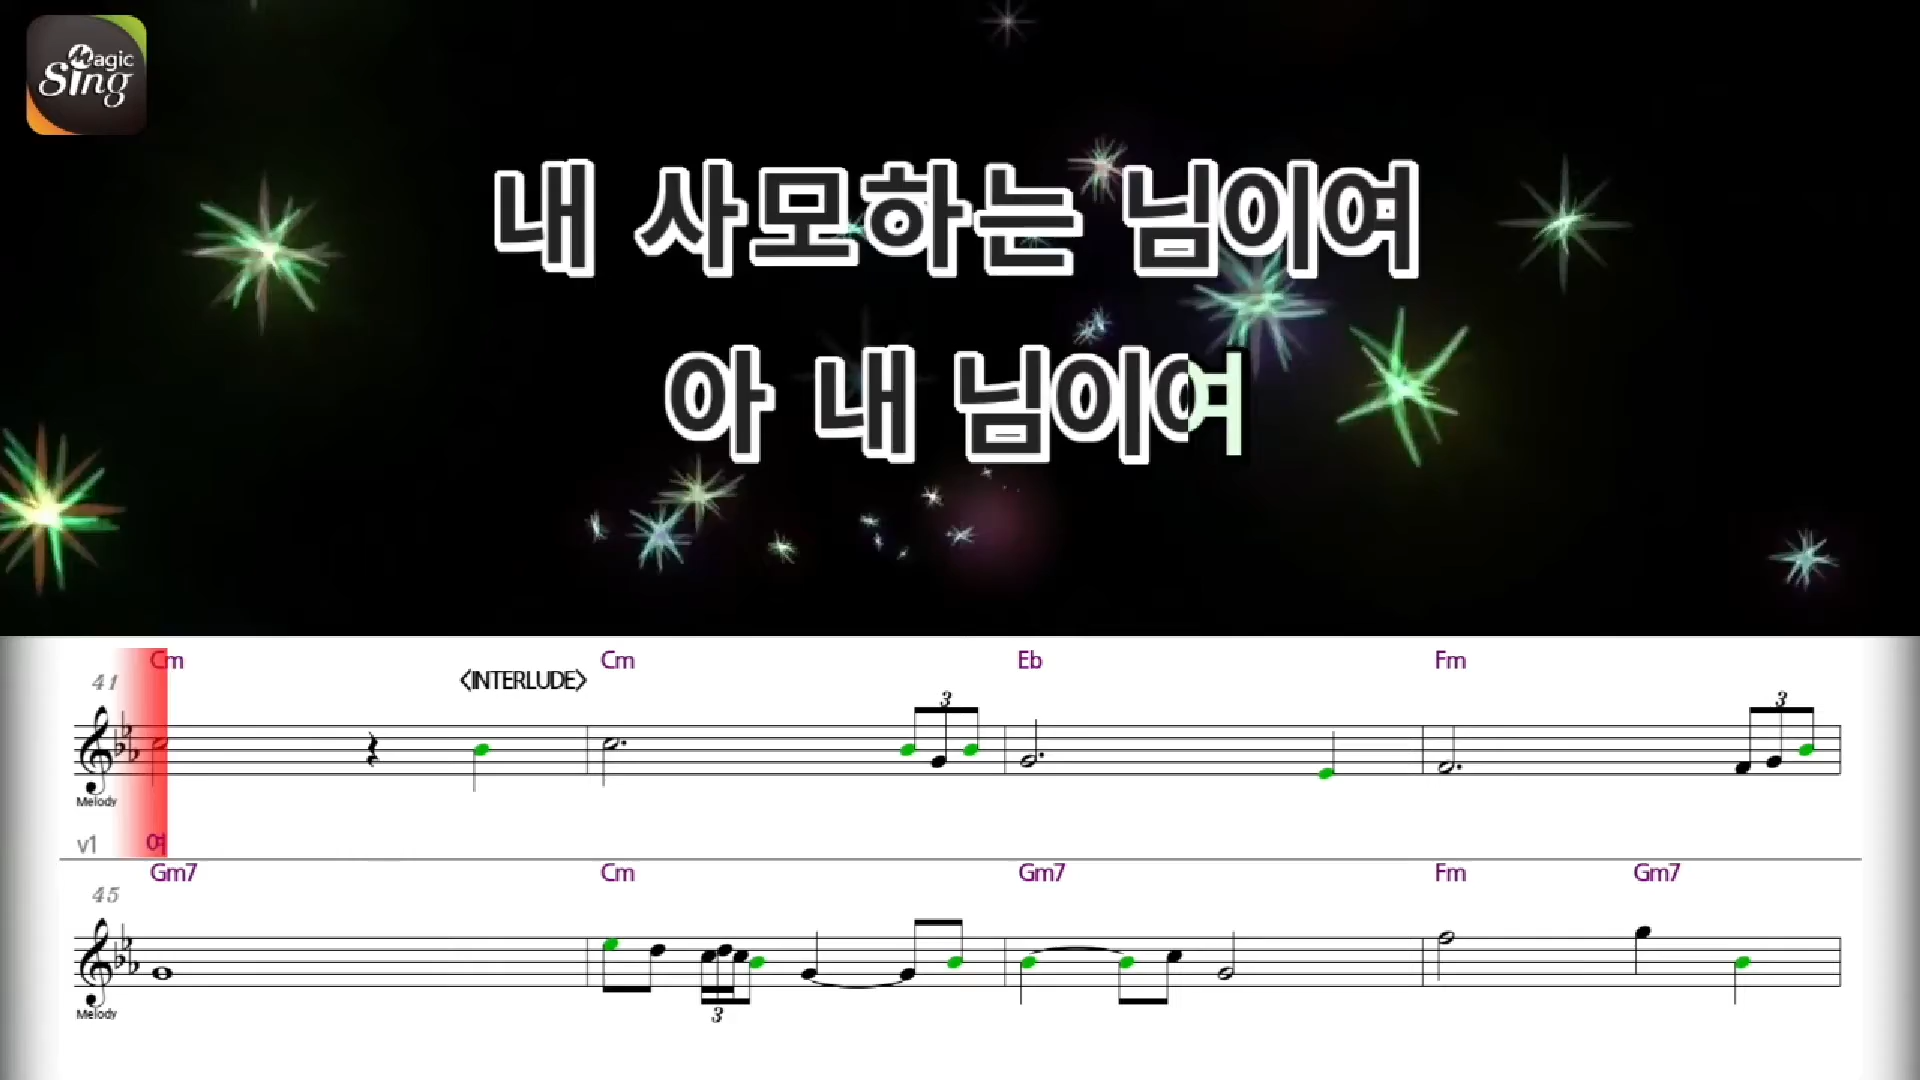 Magic
Sing
내 사모하는 님이여
아 내 님이여
Cm <INTERLUDE> Cm Eb Fm
41
3 3
Melody
v1 여
Gm7 Cm Gm7 Fm Gm7
45
3
Melody